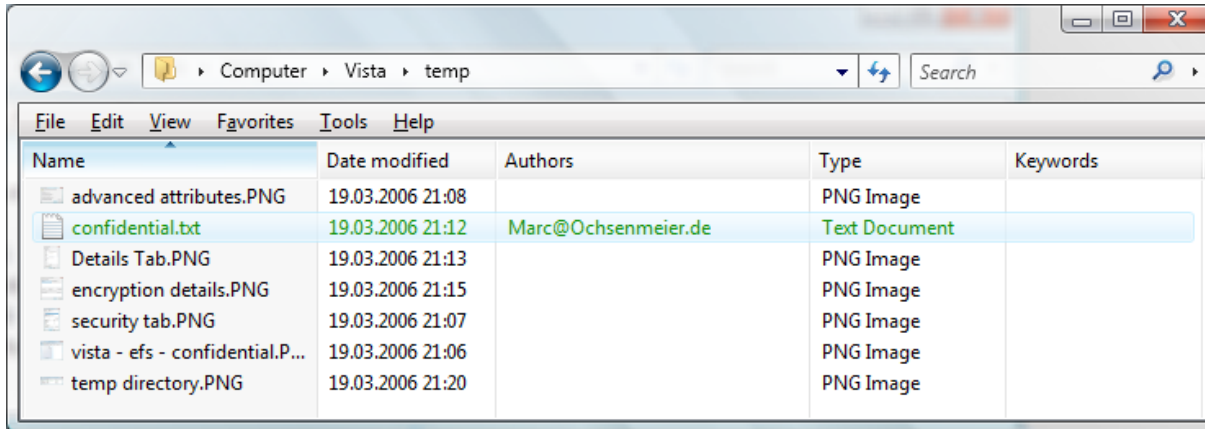 Computer Vista temp Search
File Edit View Favorites Tools Help
Name Date modified Authors Type Keywords
advanced attributes.PNG 19.03.2006 21:08 PNG Image
confidential.txt 19.03.2006 21:12 Marc@Ochsenmeier.de Text Document
Details Tab.PNG 19.03.2006 21:13 PNG Image
encryption details.PNG 19.03.2006 21:15 PNG Image
security tab.PNG 19.03.2006 21:07 PNG Image
vista - efs - confidential.P... 19.03.2006 21:06 PNG Image
temp directory.PNG 19.03.2006 21:20 PNG Image